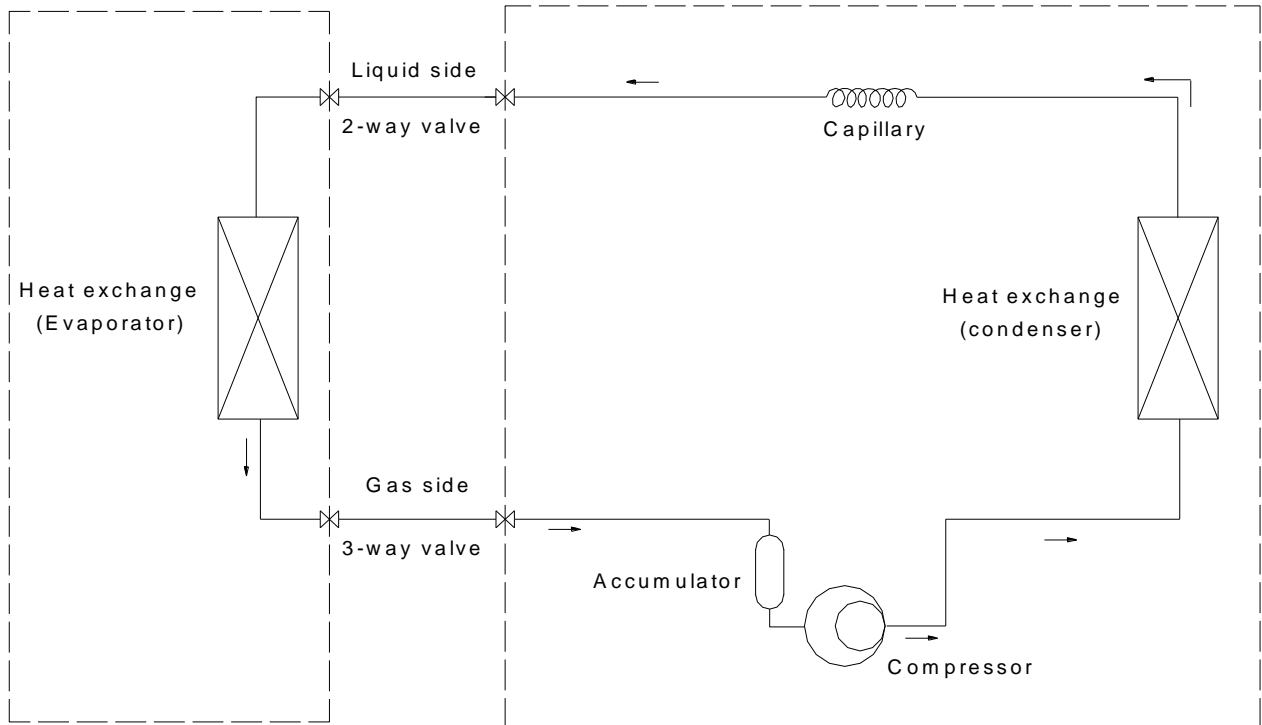 Liquid side
2-way valve
Capillary
Heat exchange
(Evaporator)
Heat exchange
(condenser)
Gas side
3-way valve
Accumulator
Compressor